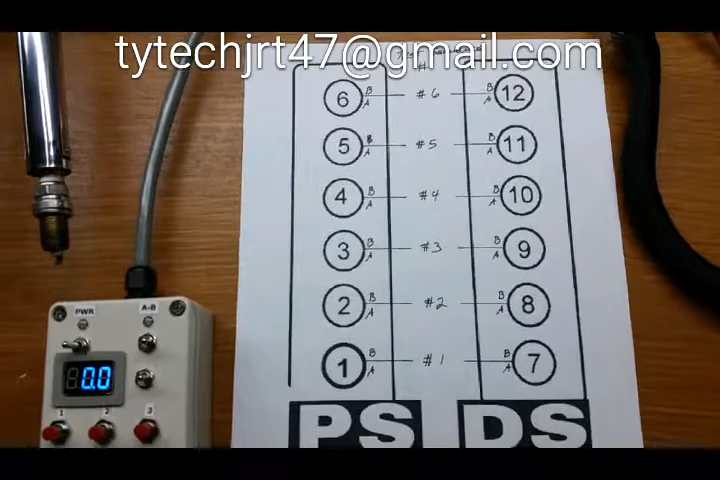 tytechjrt47@gmail.com
6 B A #6 B A 12
5 B A #5 B A 11
4 B A #4 B A 10
3 B A #3 B A 9
2 B A #2 B A 8
1 B A #1 B A 7
PS DS
PWR A-B
0.0
1 2 3